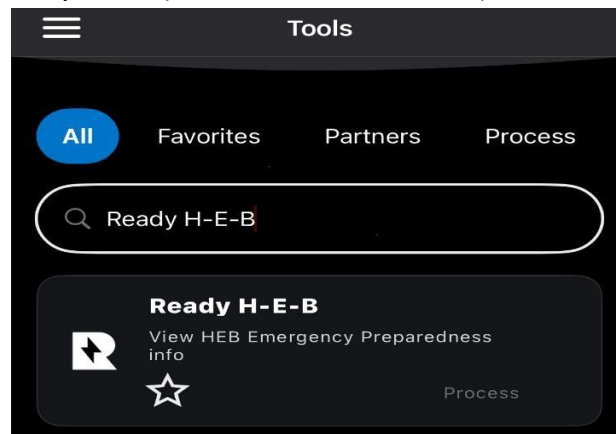 Tools
All Favorites Partners Process
Ready H-E-B
Ready H-E-B
View HEB Emergency Preparedness
info
Process